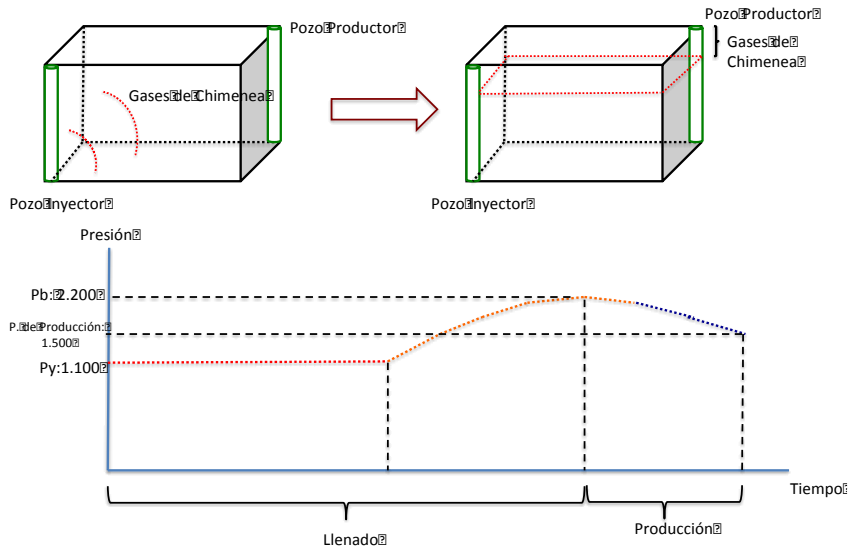 Pozo Productor
Gases de Chimenea
Pozo Inyector
Pozo Productor
Gases de
Chimenea
Pozo Inyector
Presión
Pb: 2.200
P. de Producción:
1.500
Py:1.100
Tiempo
Llenado
Producción